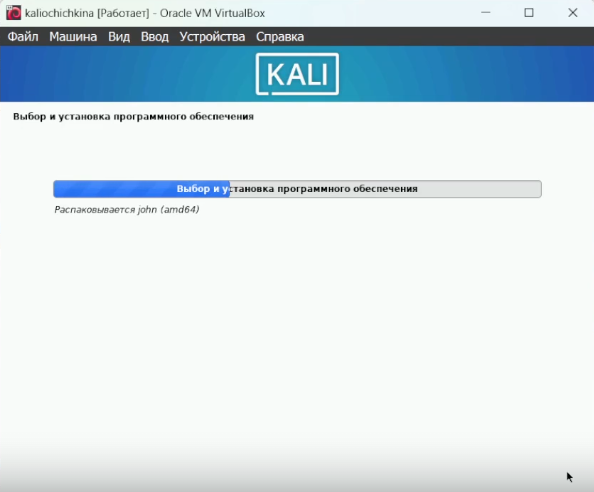 kaliochichkina [Работает] - Oracle VM VirtualBox
Файл Машина Вид Ввод Устройства Справка
KALI
Выбор и установка программного обеспечения
Выбор и установка программного обеспечения
Распаковывается john (amd64)